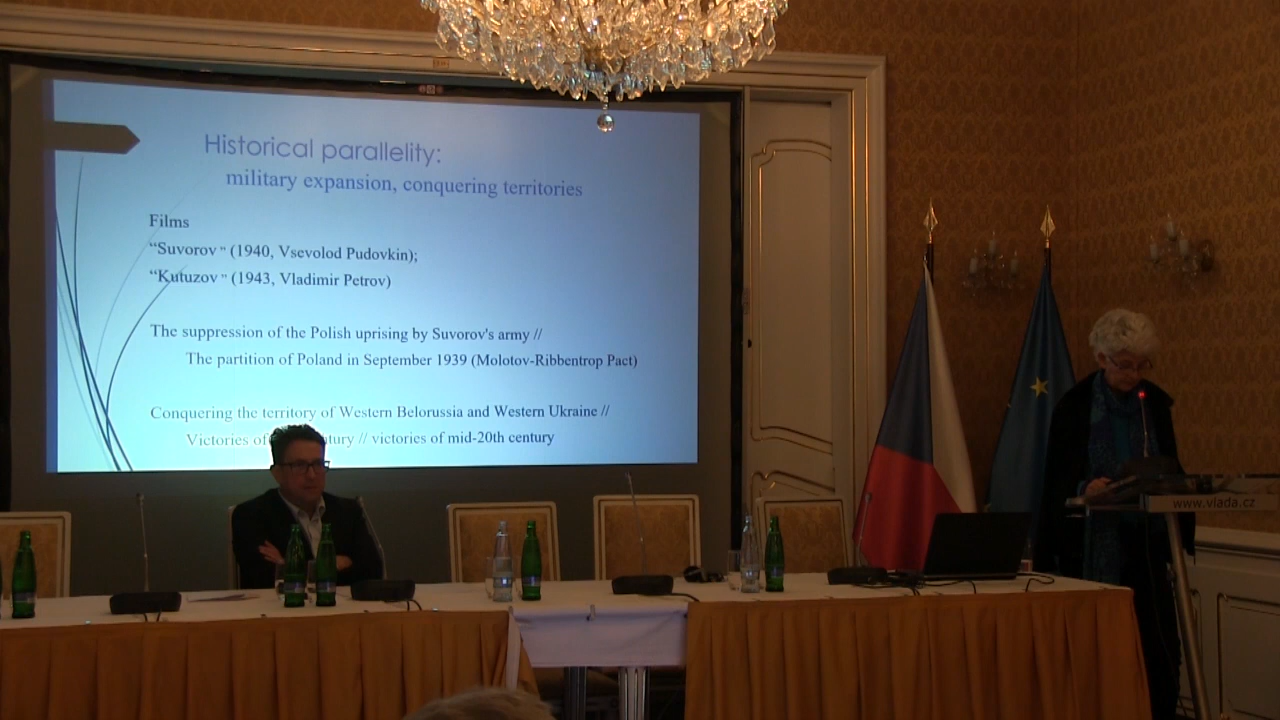 Historical parallelity:
military expansion, conquering territories
Films
“Suvorov ” (1940, Vsevolod Pudovkin);
“Kutuzov ” (1943, Vladimir Petrov)
The suppression of the Polish uprising by Suvorov's army //
The partition of Poland in September 1939 (Molotov-Ribbentrop Pact)
Conquering the territory of Western Belorussia and Western Ukraine //
Victories of // victories of mid-20th century
www.vlada.cz